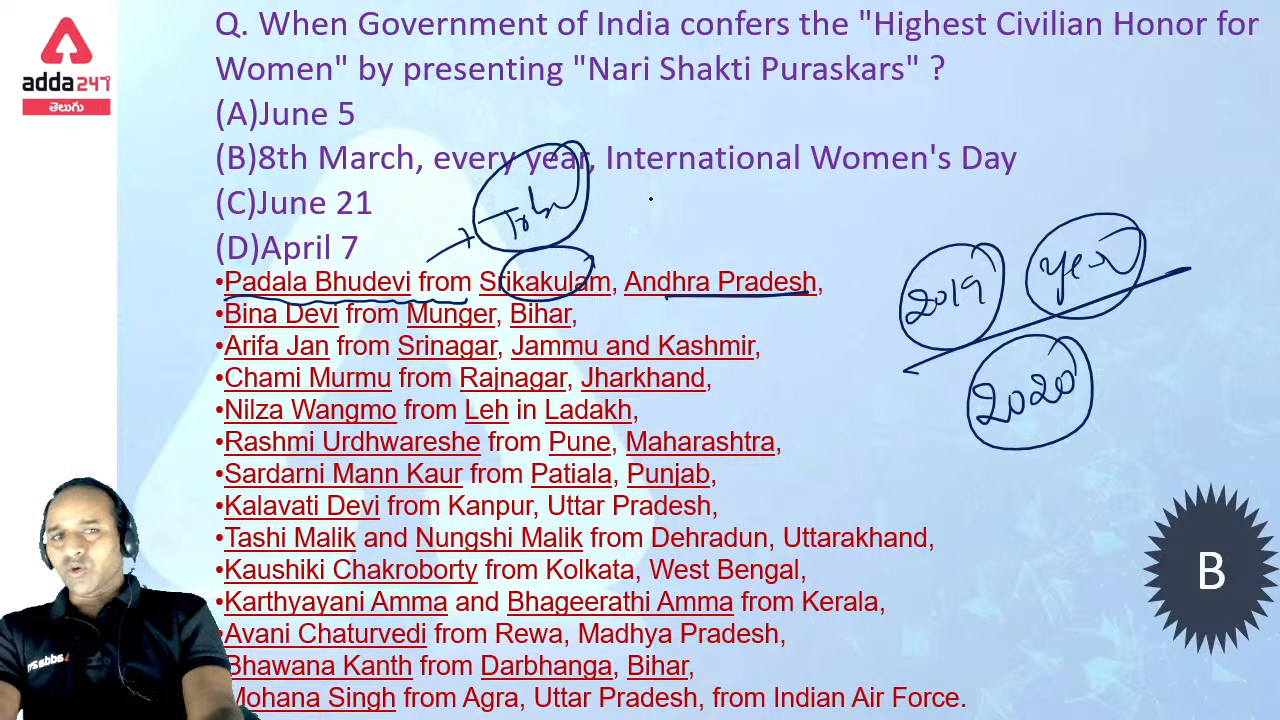 adda247
తెలుగు
Q. When Government of India confers the "Highest Civilian Honor for
Women" by presenting "Nari Shakti Puraskars" ?
(A)June 5
(B)8th March, every year, International Women's Day
(C)June 21
(D)April 7
•Padala Bhudevi from Srikakulam, Andhra Pradesh,
•Bina Devi from Munger, Bihar,
•Arifa Jan from Srinagar, Jammu and Kashmir,
•Chami Murmu from Rajnagar, Jharkhand,
•Nilza Wangmo from Leh in Ladakh,
•Rashmi Urdhwareshe from Pune, Maharashtra,
•Sardarni Mann Kaur from Patiala, Punjab,
•Kalavati Devi from Kanpur, Uttar Pradesh,
•Tashi Malik and Nungshi Malik from Dehradun, Uttarakhand,
•Kaushiki Chakroborty from Kolkata, West Bengal,
•Karthyayani Amma and Bhageerathi Amma from Kerala,
•Avani Chaturvedi from Rewa, Madhya Pradesh,
Bhawana Kanth from Darbhanga, Bihar,
Mohana Singh from Agra, Uttar Pradesh, from Indian Air Force.
2019 year
2020
B